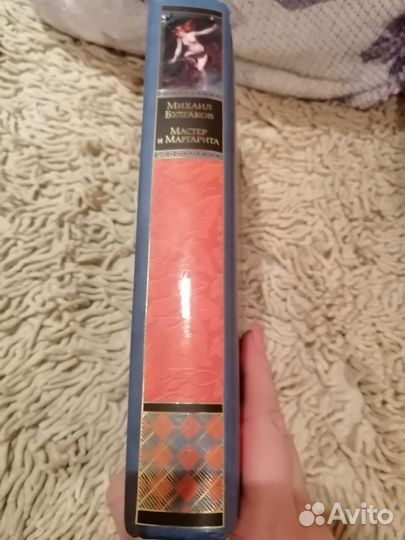 Михаил
Булгаков
Мастер
и Маргарита
Avito